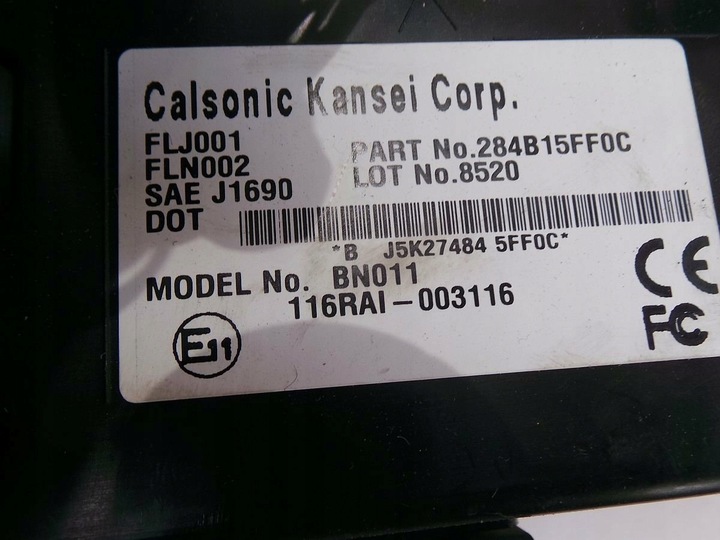 Calsonic Kansei Corp.
FLJ001
FLN002
SAE J1690
DOT
PART No.284B15FF0C
LOT No.8520
*B J5K27484 5FF0C*
MODEL No. BN011
116RAI-003116
E11
CE
FC